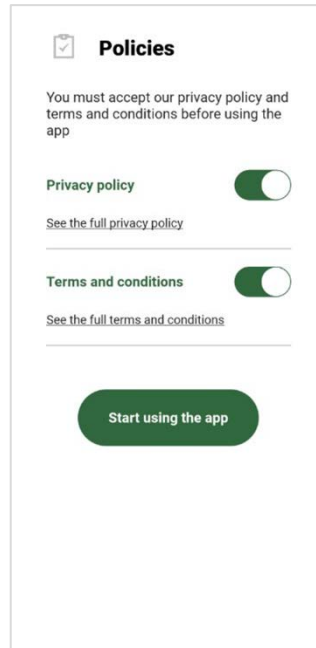 Policies
You must accept our privacy policy and
terms and conditions before using the
app
Privacy policy
See the full privacy policy
Terms and conditions
See the full terms and conditions
Start using the app